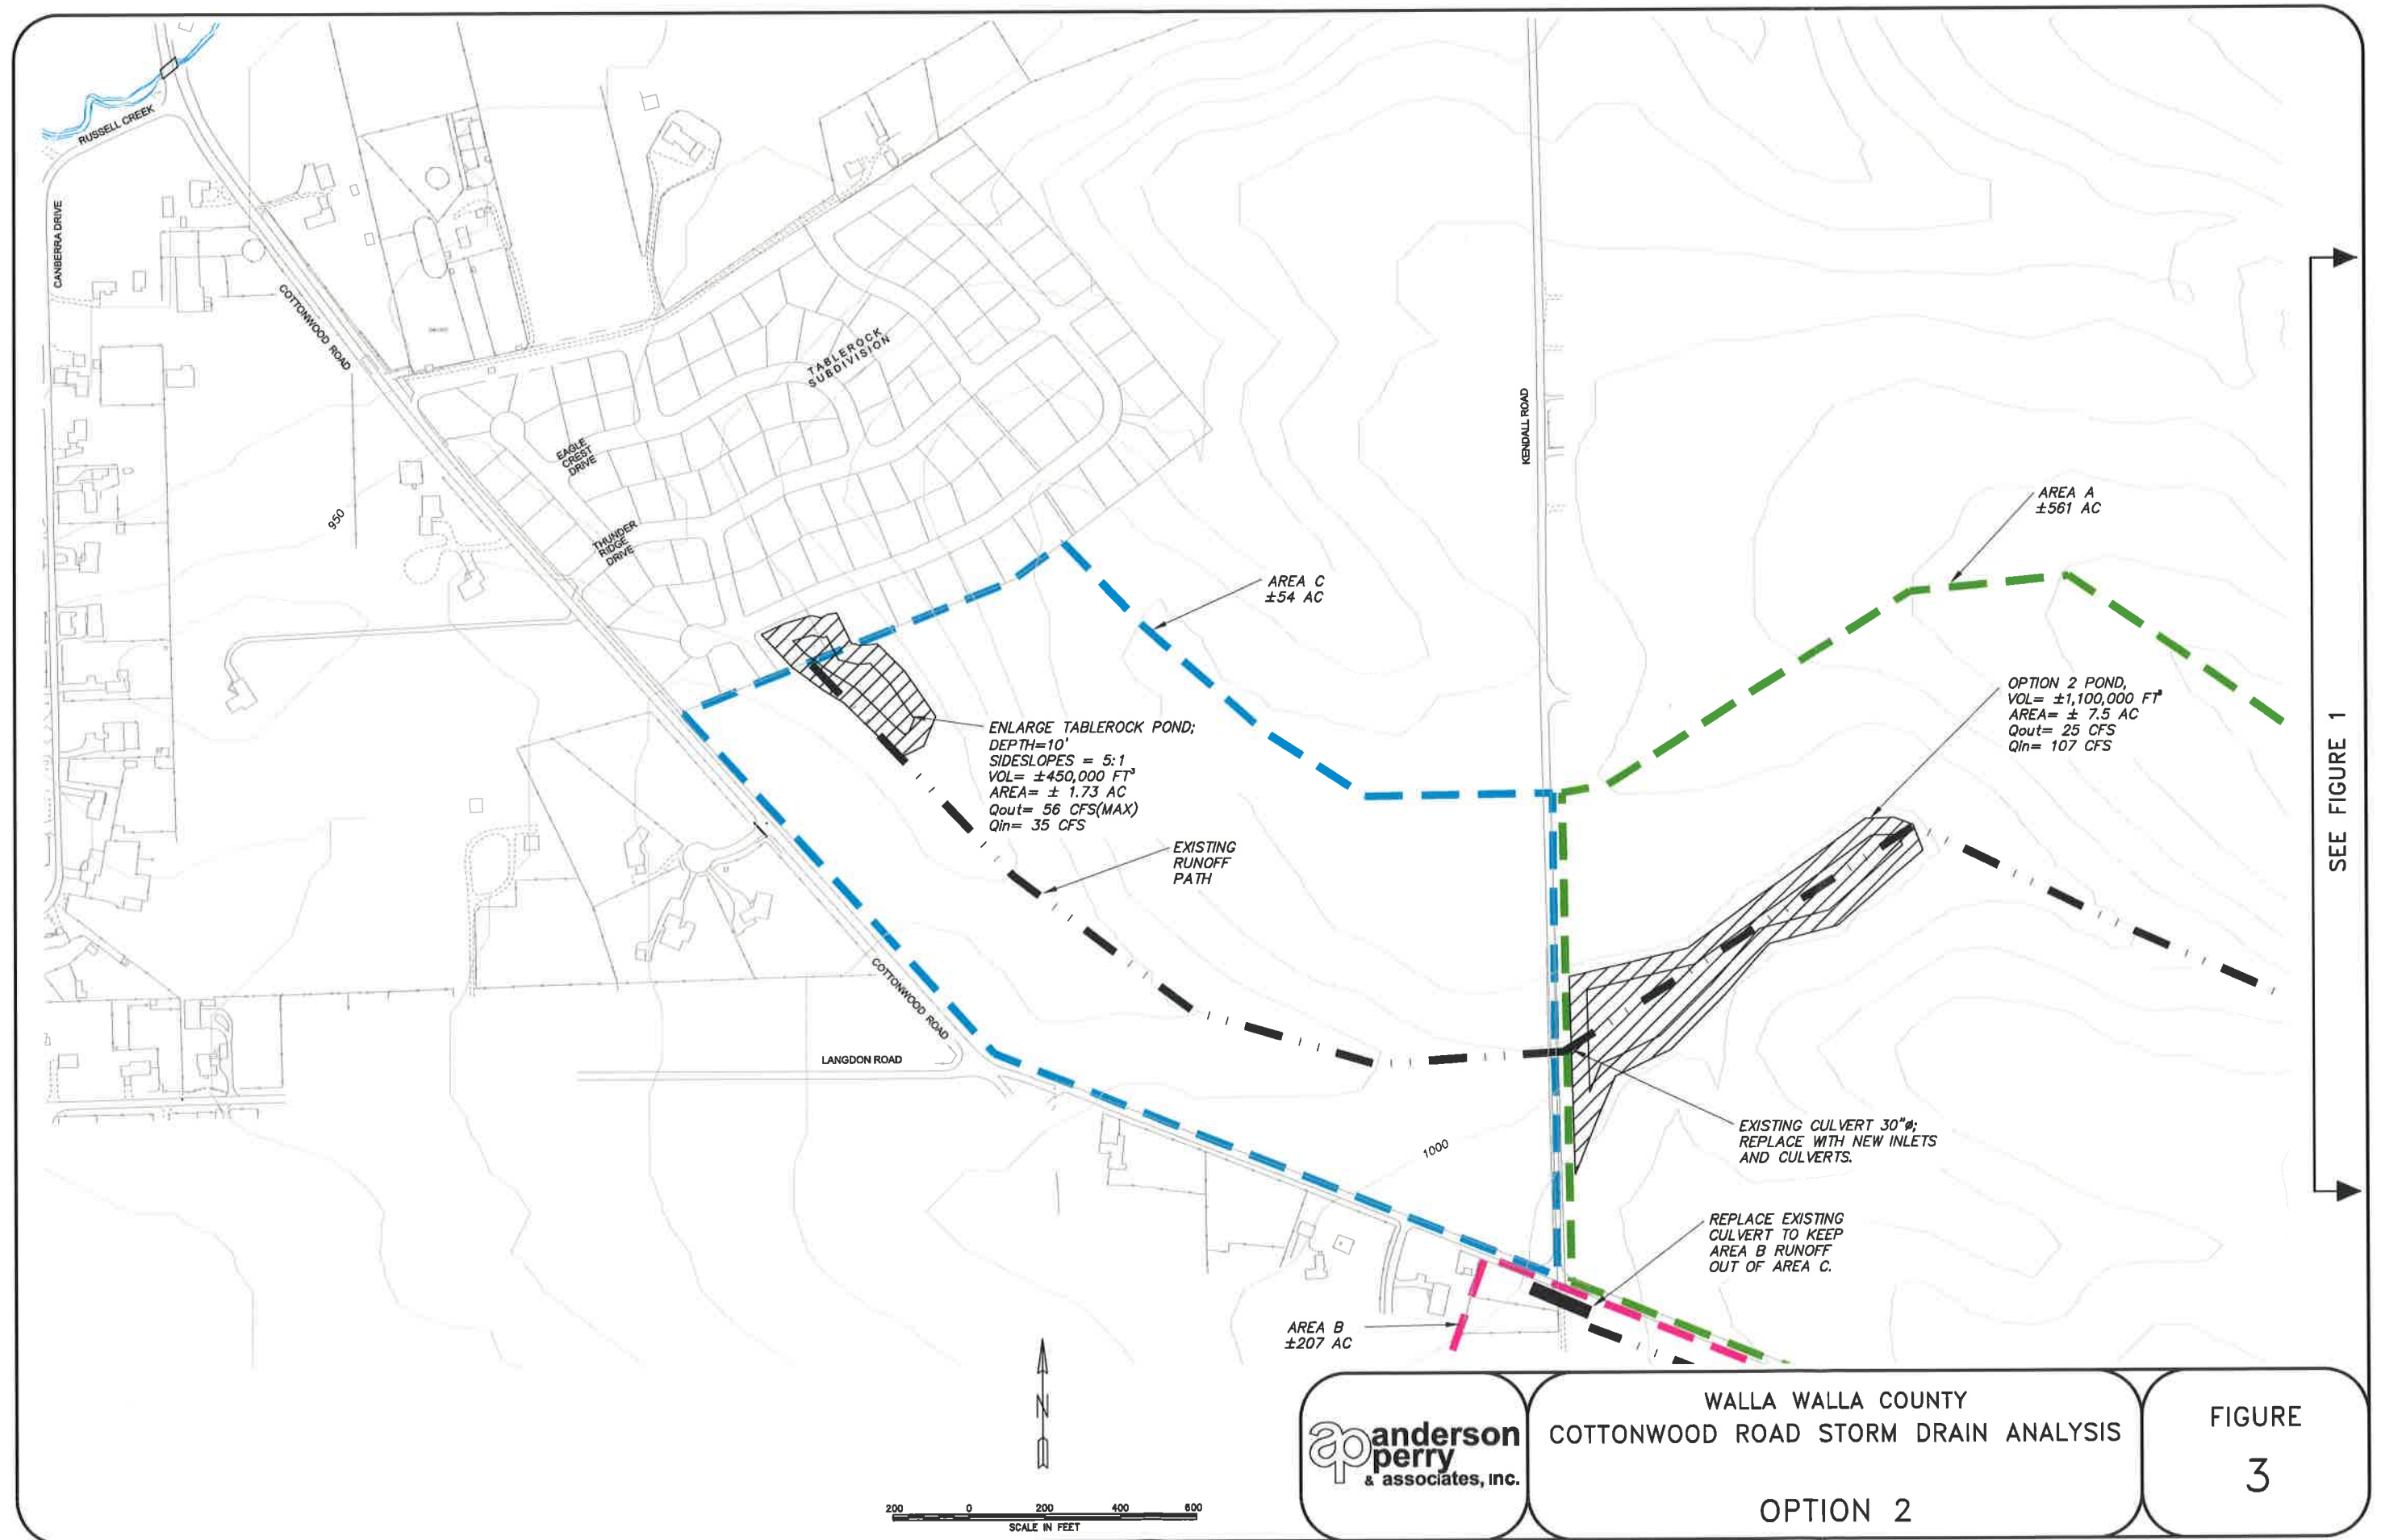 RUSSELL CREEK
CANBERRA DRIVE
COTTONWOOD ROAD
TABLEROCK
SUBDIVISION
EAGLE
CREST
DRIVE
THUNDER
RIDGE
DRIVE
950
KENDALL ROAD
AREA A
±561 AC
AREA C
±54 AC
OPTION 2 POND,
VOL= ±1,100,000 FT³
AREA= ± 7.5 AC
Qout= 25 CFS
Qin= 107 CFS
ENLARGE TABLEROCK POND;
DEPTH=10'
SIDESLOPES = 5:1
VOL= ±450,000 FT³
AREA= ± 1.73 AC
Qout= 56 CFS(MAX)
Qin= 35 CFS
EXISTING
RUNOFF
PATH
SEE FIGURE 1
COTTONWOOD ROAD
LANGDON ROAD
1000
EXISTING CULVERT 30"ø;
REPLACE WITH NEW INLETS
AND CULVERTS.
REPLACE EXISTING
CULVERT TO KEEP
AREA B RUNOFF
OUT OF AREA C.
AREA B
±207 AC
N
200 0 200 400 600
SCALE IN FEET
ap anderson
perry
& associates, inc.
WALLA WALLA COUNTY
COTTONWOOD ROAD STORM DRAIN ANALYSIS
OPTION 2
FIGURE
3